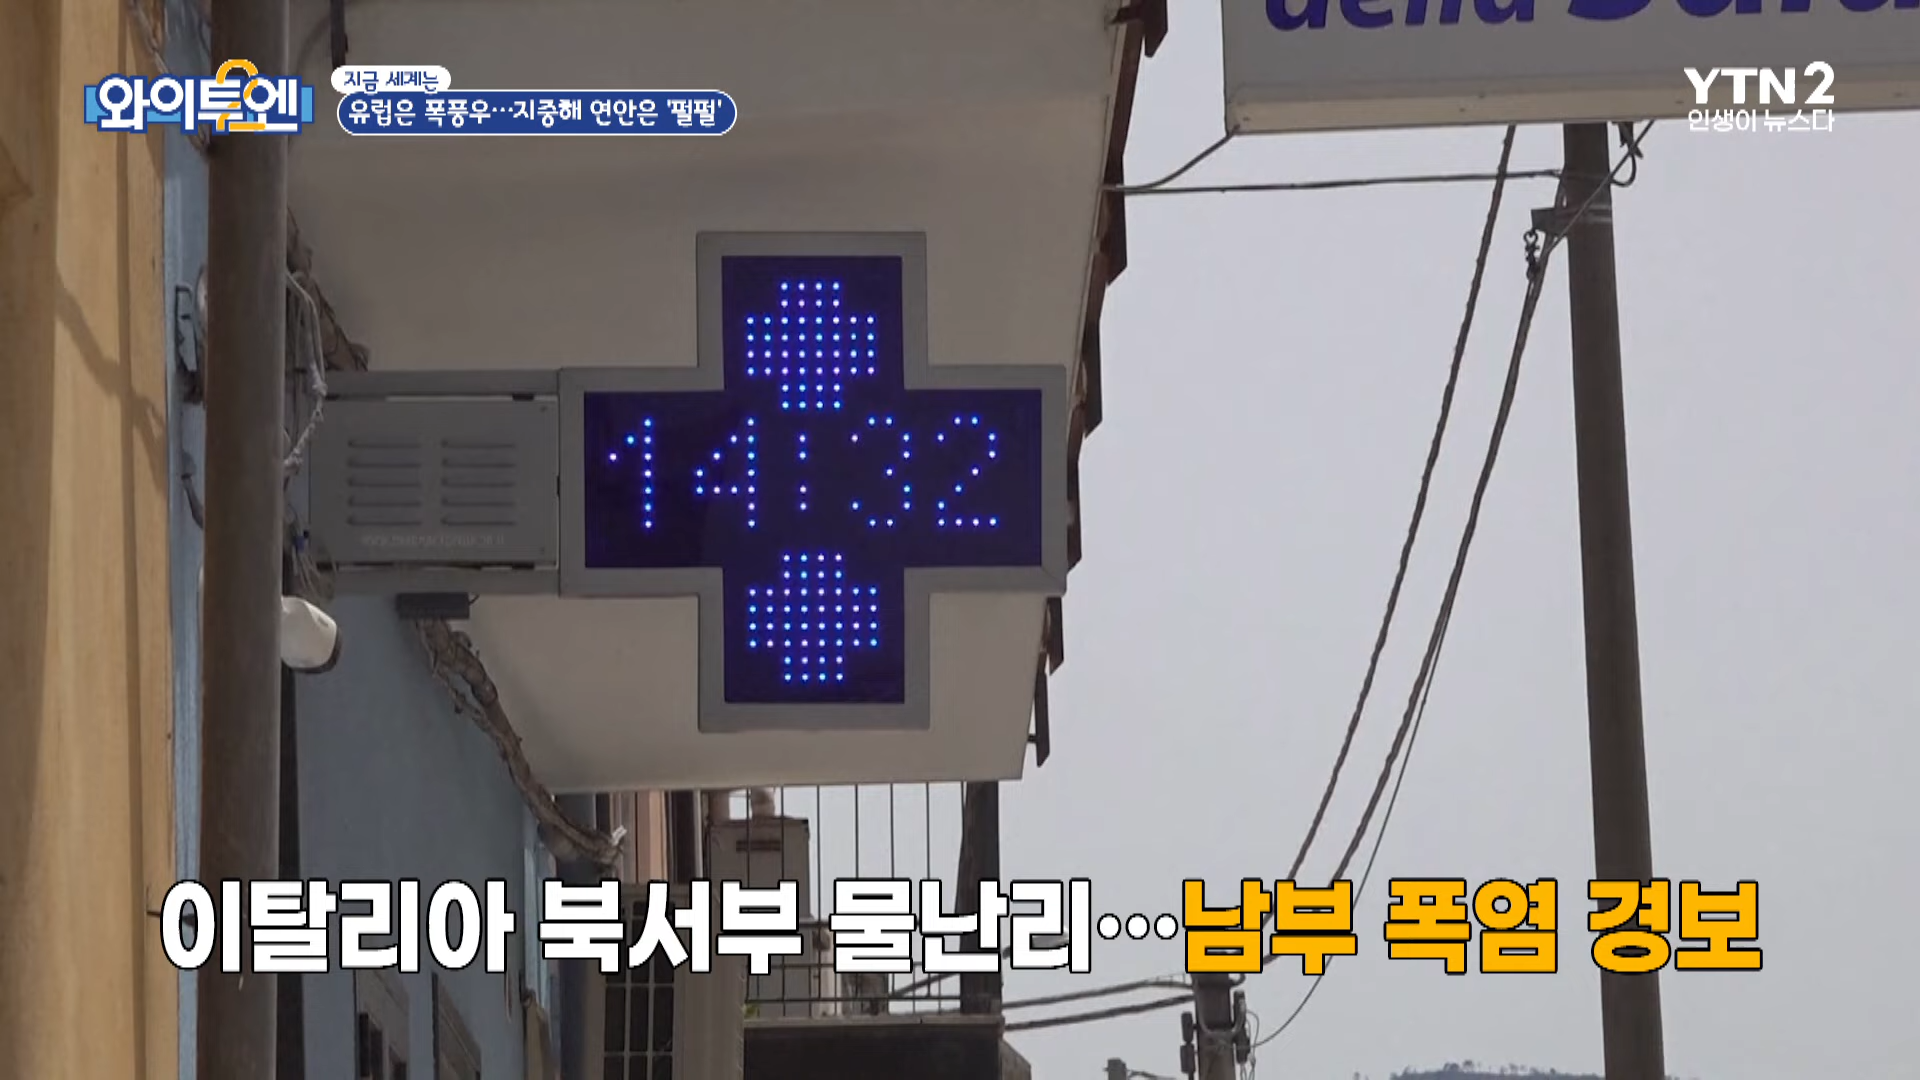 della
와이투엔
지금 세계는
유럽은 폭풍우…지중해 연안은 '펄펄'
YTN2
인생이 뉴스다
14:32
이탈리아 북서부 물난리…남부 폭염 경보